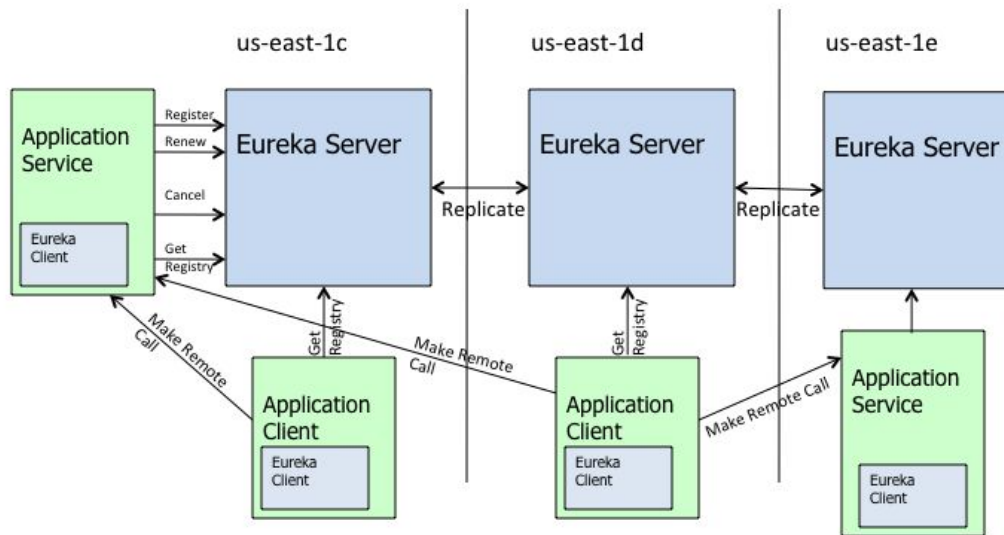 us-east-1c
us-east-1d
us-east-1e
Application
Service
Eureka
Client
Register
Renew
Cancel
Get
Registry
Eureka Server
Replicate
Eureka Server
Replicate
Eureka Server
Make Remote
Call
Get
Registry
Make Remote
Call
Get
Registry
Make Remote Call
Application
Client
Eureka
Client
Application
Client
Eureka
Client
Application
Service
Eureka
Client